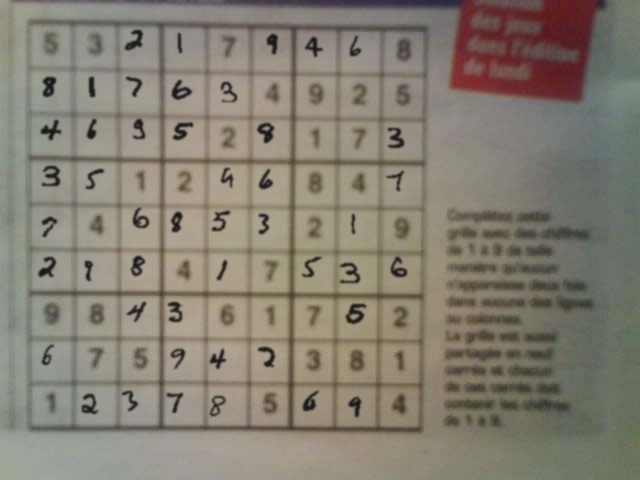 des jeux
dans l'édition
de lundi
5 3 2 1 7 9 4 6 8
8 1 7 6 3 4 9 2 5
4 6 9 5 2 8 1 7 3
3 5 1 2 9 6 8 4 7
7 4 6 8 5 3 2 1 9
2 9 8 4 1 7 5 3 6
9 8 4 3 6 1 7 5 2
6 7 5 9 4 2 3 8 1
1 2 3 7 8 5 6 9 4
Complétez cette
grille avec des chiffres
de 1 à 9 de telle
manière qu'aucun
n'apparaisse deux fois
dans aucune des lignes
ou colonnes.
La grille est aussi
partagée en neuf
carrés et chacun
de ces carrés doit
contenir les chiffres
de 1 à 9.